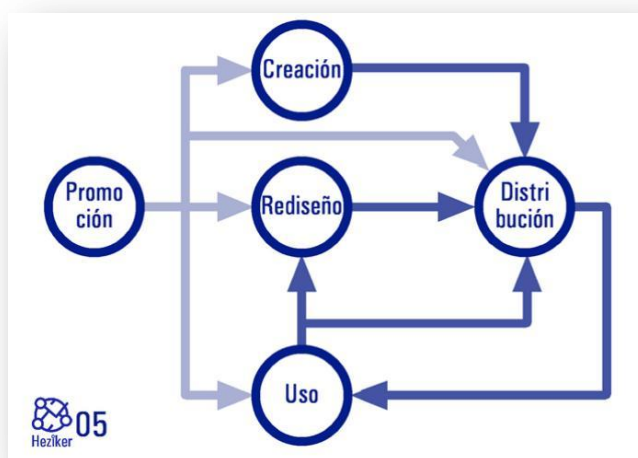 Creación
Promo
ción
Rediseño
Distri
bución
Uso
05
Hezîker